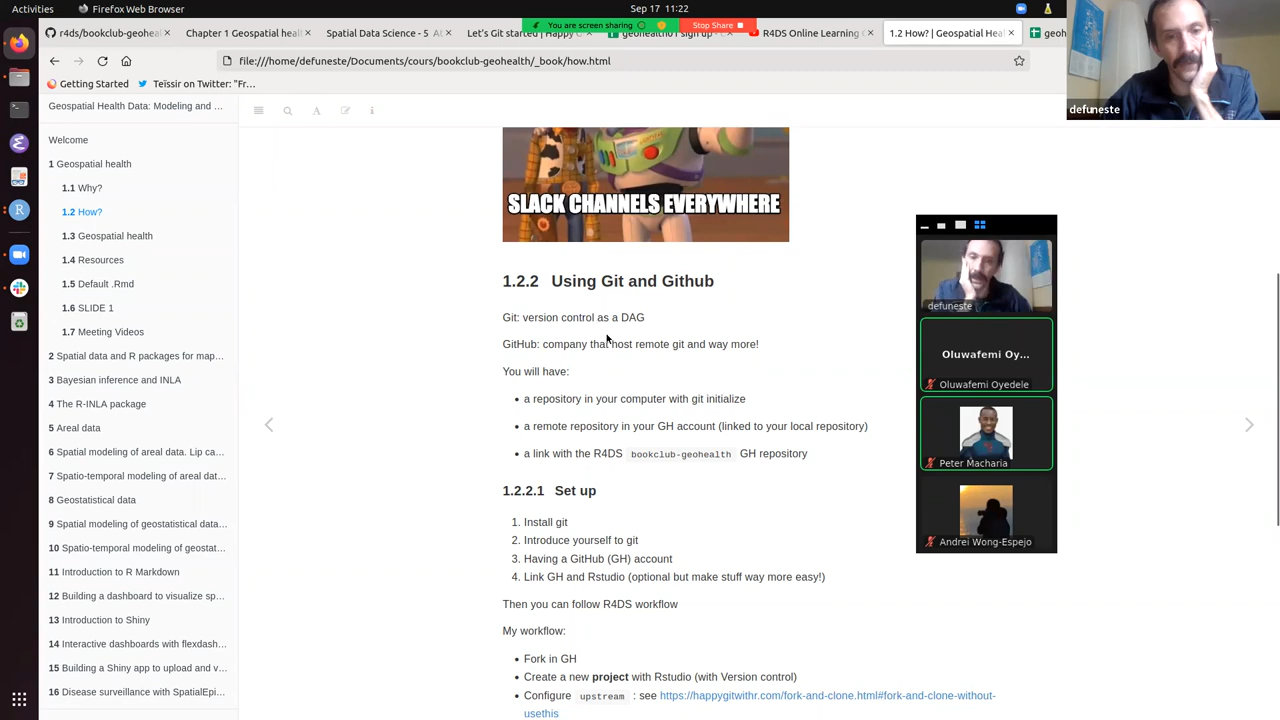 Activities
Firefox Web Browser
Sep 17 11:22
You are screen sharing
Stop Share
r4ds/bookclub-geoheal
Chapter 1 Geospatial heal
Spatial Data Science - 5
Let's Git started | Happy
geohealth01 sign up -
R4DS Online Learning
1.2 How? | Geospatial Hea
geoh
file:///home/defuneste/Documents/cours/bookclub-geohealth/_book/how.html
Getting Started
Teïssir on Twitter: "Fr…
defuneste
Geospatial Health Data: Modeling and ...
Welcome
1 Geospatial health
1.1 Why?
1.2 How?
1.3 Geospatial health
1.4 Resources
1.5 Default .Rmd
1.6 SLIDE 1
1.7 Meeting Videos
2 Spatial data and R packages for map...
3 Bayesian inference and INLA
4 The R-INLA package
5 Areal data
6 Spatial modeling of areal data. Lip ca...
7 Spatio-temporal modeling of areal dat...
8 Geostatistical data
9 Spatial modeling of geostatistical data...
10 Spatio-temporal modeling of geostat...
11 Introduction to R Markdown
12 Building a dashboard to visualize sp...
13 Introduction to Shiny
14 Interactive dashboards with flexdash...
15 Building a Shiny app to upload and v...
16 Disease surveillance with SpatialEpi...
SLACK CHANNELS EVERYWHERE
1.2.2 Using Git and Github
Git: version control as a DAG
GitHub: company that host remote git and way more!
You will have:
• a repository in your computer with git initialize
• a remote repository in your GH account (linked to your local repository)
• a link with the R4DS bookclub-geohealth GH repository
1.2.2.1 Set up
1. Install git
2. Introduce yourself to git
3. Having a GitHub (GH) account
4. Link GH and Rstudio (optional but make stuff way more easy!)
Then you can follow R4DS workflow
My workflow:
• Fork in GH
• Create a new project with Rstudio (with Version control)
• Configure upstream : see https://happygitwithr.com/fork-and-clone.html#fork-and-clone-without-
usethis
defuneste
Oluwafemi Oy...
Oluwafemi Oyedele
Peter Macharia
Andrei Wong-Espejo